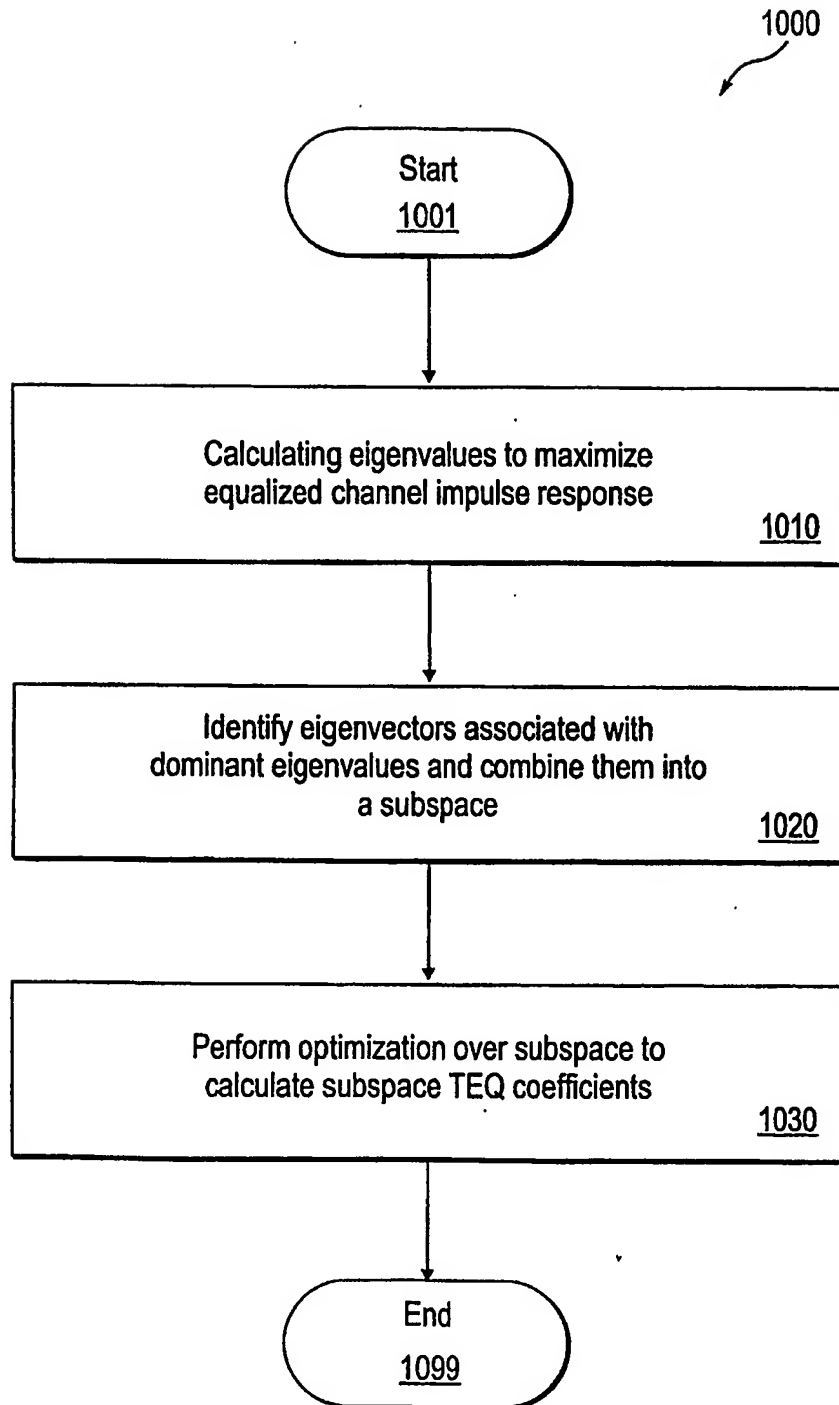 1000
Start
1001
Calculating eigenvalues to maximize
equalized channel impulse response
1010
Identify eigenvectors associated with
dominant eigenvalues and combine them into
a subspace
1020
Perform optimization over subspace to
calculate subspace TEQ coefficients
1030
End
1099